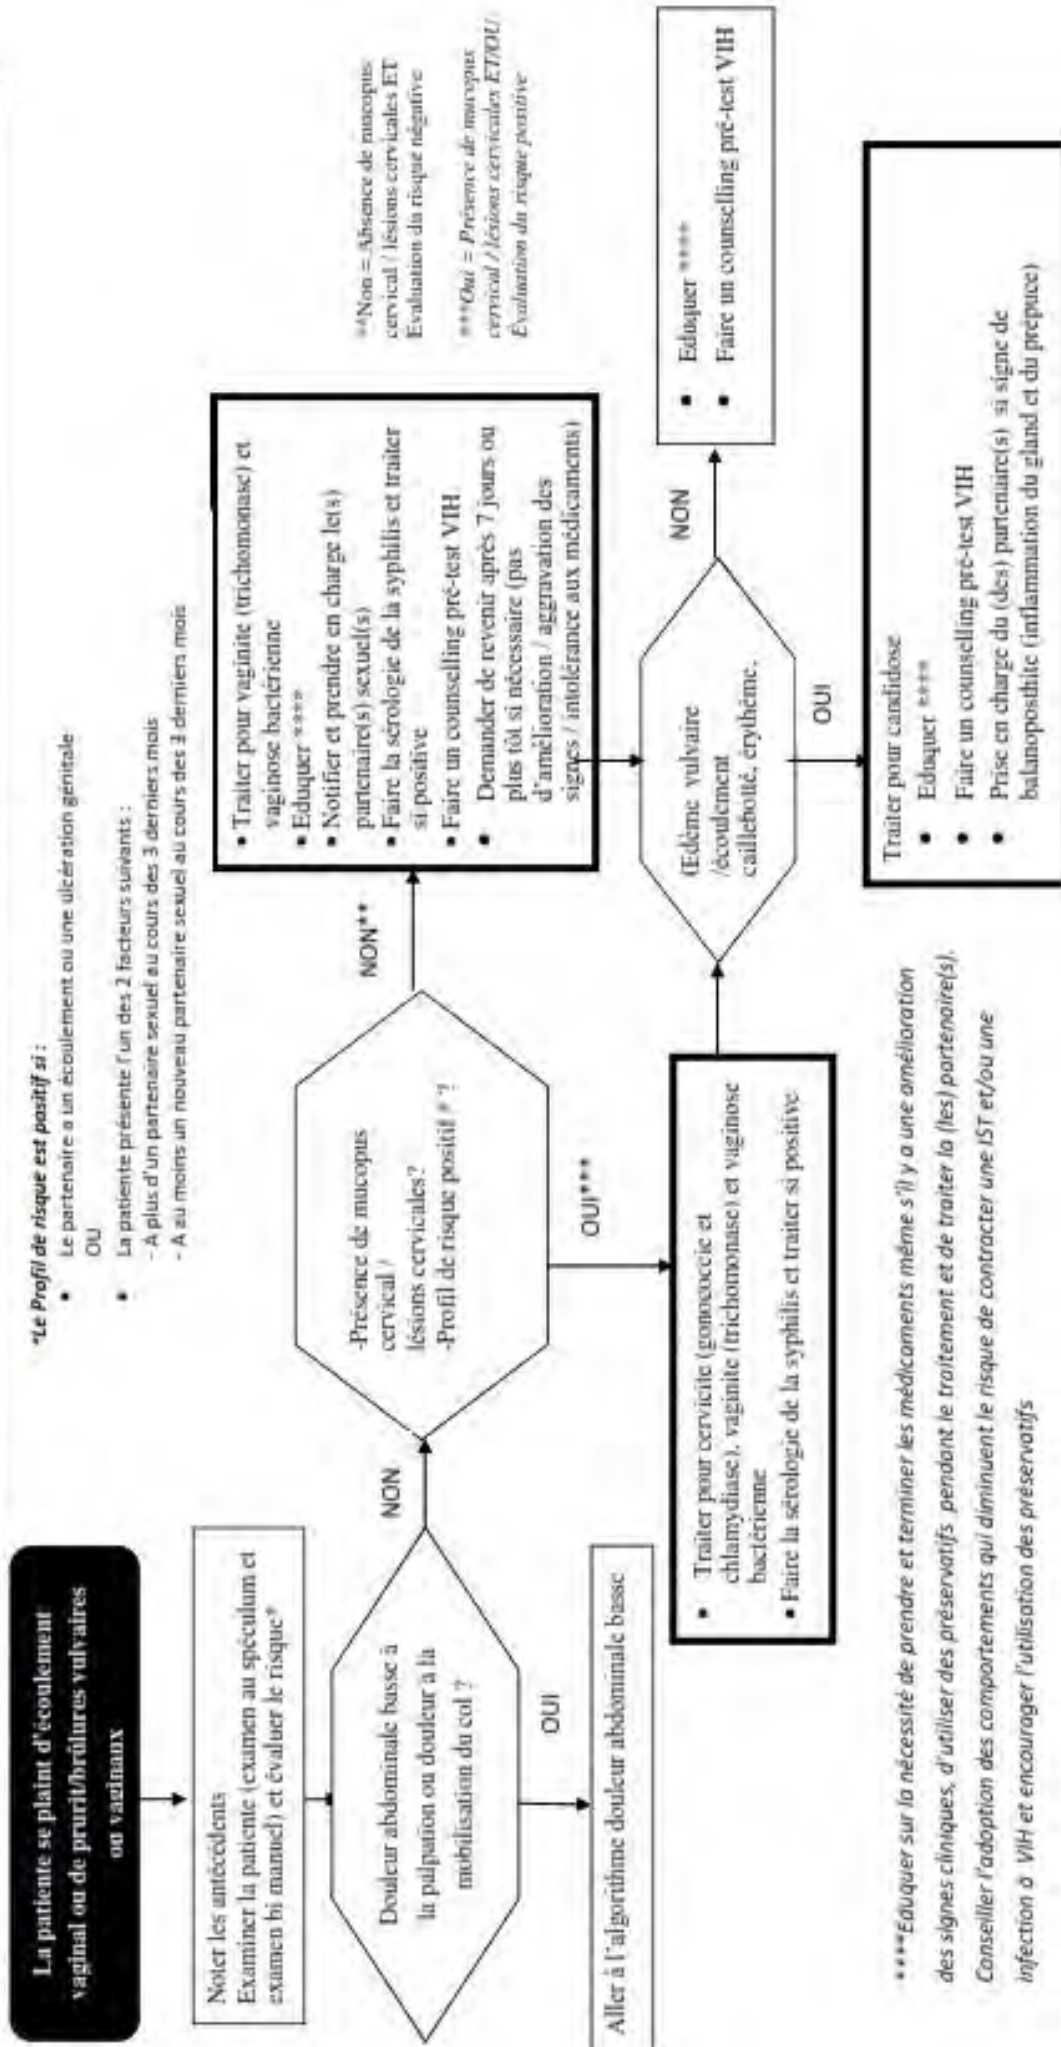 La patiente se plaint d'écoulement
vaginal ou de prurit/brûlures vulvaires
ou vaginaux
*Le Profil de risque est positif si :
• Le partenaire a un écoulement ou une ulcération génitale
OU
• La patiente présente l'un des 2 facteurs suivants :
- A plus d'un partenaire sexuel au cours des 3 derniers mois
- A au moins un nouveau partenaire sexuel au cours des 3 derniers mois
Noter les antécédents
Examiner la patiente (examen au spéculum et
examen bi manuel) et évaluer le risque*
Douleur abdominale basse à
la palpation ou douleur à la
mobilisation du col ?
NON
OUI
Aller à l'algorithme douleur abdominale basse
-Présence de mucopus
cervical /
lésions cervicales?
-Profil de risque positif * ?
NON**
OUI***
• Traiter pour vaginite (trichomonase) et
vaginose bactérienne
• Eduquer ****
• Notifier et prendre en charge le(s)
partenaire(s) sexuel(s)
• Faire la sérologie de la syphilis et traiter
si positive
• Faire un counselling pré-test VIH
• Demander de revenir après 7 jours ou
plus tôt si nécessaire (pas
d'amélioration / aggravation des
signes / intolérance aux médicaments)
**Non = Absence de mucopus
cervical / lésions cervicales ET
Evaluation du risque négative
***Oui = Présence de mucopus
cervical / lésions cervicales ET/OU
Évaluation du risque positive
• Traiter pour cervicite (gonococcie et
chlamydiase), vaginite (trichomonase) et vaginose
bactérienne
• Faire la sérologie de la syphilis et traiter si positive
Œdème vulvaire
/écoulement
caillebotté, érythème,
NON
OUI
• Eduquer ****
• Faire un counselling pré-test VIH
Traiter pour candidose
• Eduquer ****
• Faire un counselling pré-test VIH
• Prise en charge du (des) partenaire(s) si signe de
balanoposthite (inflammation du gland et du prépuce)
****Eduquer sur la nécessité de prendre et terminer les médicaments même s'il y a une amélioration
des signes cliniques, d'utiliser des préservatifs pendant le traitement et de traiter la (les) partenaire(s).
Conseiller l'adoption des comportements qui diminuent le risque de contracter une IST et/ou une
infection à VIH et encourager l'utilisation des préservatifs